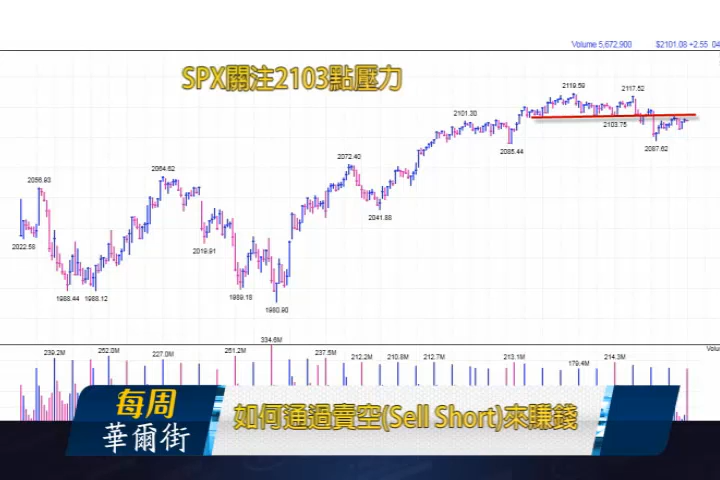 Volume 5,672,900 $2101.08 +2.55
SPX關注2103點壓力
2119.59
2117.52
2101.30
2103.75
2085.44
2087.62
2072.40
2064.62
2056.93
2041.88
2022.58
2019.91
1988.44
1988.12
1989.18
1980.90
334.6M
Volu
239.2M
252.0M
227.0M
251.2M
237.5M
212.2M
210.8M
212.7M
213.1M
179.4M
214.3M
每周
華爾街
如何通過賣空(Sell Short)來賺錢